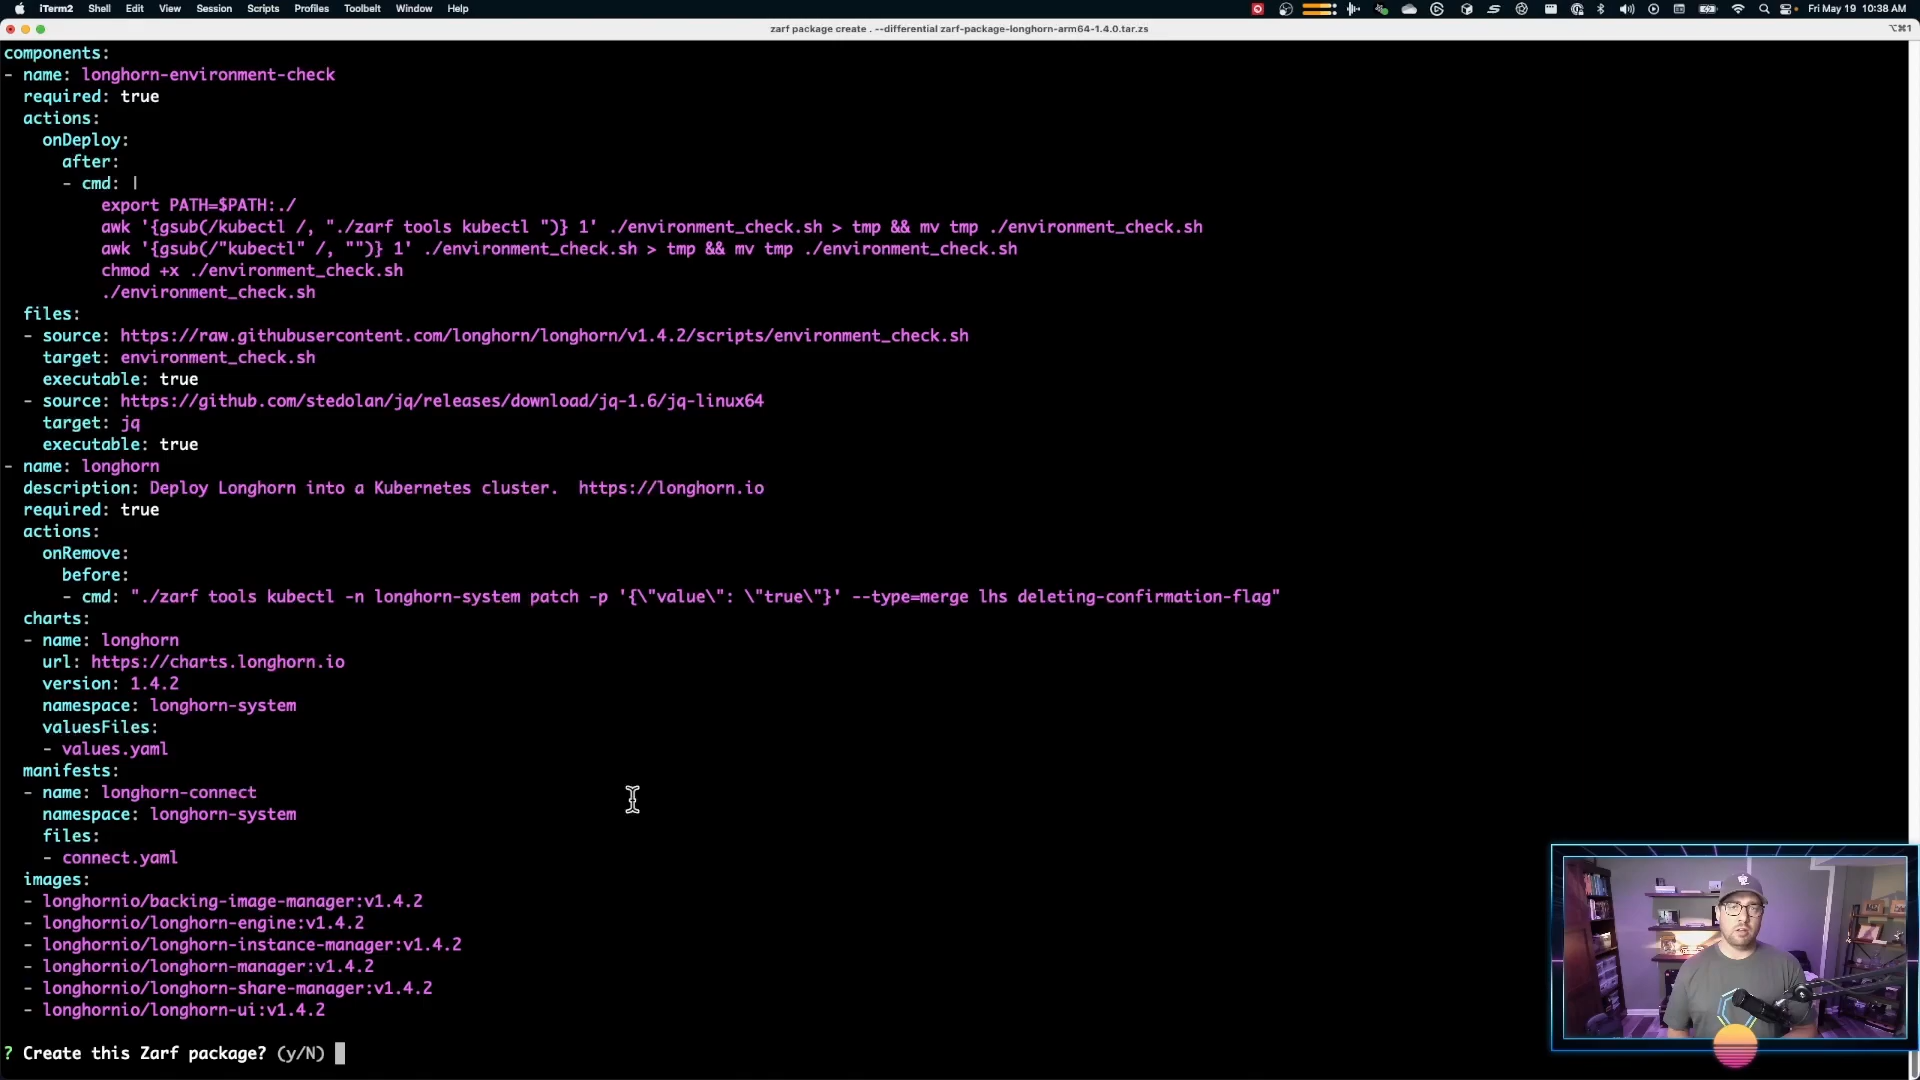 iTerm2 Shell Edit View Session Scripts Profiles Toolbelt Window Help Fri May 19 10:38 AM
zarf package create . --differential zarf-package-longhorn-arm64-1.4.0.tar.zs ⌥⌘1
components:
- name: longhorn-environment-check
  required: true
  actions:
    onDeploy:
      after:
      - cmd: |
          export PATH=$PATH:./
          awk '{gsub(/kubectl /, "./zarf tools kubectl ")} 1' ./environment_check.sh > tmp && mv tmp ./environment_check.sh
          awk '{gsub(/"kubectl" /, "")} 1' ./environment_check.sh > tmp && mv tmp ./environment_check.sh
          chmod +x ./environment_check.sh
          ./environment_check.sh
  files:
  - source: https://raw.githubusercontent.com/longhorn/longhorn/v1.4.2/scripts/environment_check.sh
    target: environment_check.sh
    executable: true
  - source: https://github.com/stedolan/jq/releases/download/jq-1.6/jq-linux64
    target: jq
    executable: true
- name: longhorn
  description: Deploy Longhorn into a Kubernetes cluster.  https://longhorn.io
  required: true
  actions:
    onRemove:
      before:
      - cmd: "./zarf tools kubectl -n longhorn-system patch -p '{\"value\": \"true\"}' --type=merge lhs deleting-confirmation-flag"
  charts:
  - name: longhorn
    url: https://charts.longhorn.io
    version: 1.4.2
    namespace: longhorn-system
    valuesFiles:
    - values.yaml
  manifests:
  - name: longhorn-connect
    namespace: longhorn-system
    files:
    - connect.yaml
  images:
  - longhornio/backing-image-manager:v1.4.2
  - longhornio/longhorn-engine:v1.4.2
  - longhornio/longhorn-instance-manager:v1.4.2
  - longhornio/longhorn-manager:v1.4.2
  - longhornio/longhorn-share-manager:v1.4.2
  - longhornio/longhorn-ui:v1.4.2
? Create this Zarf package? (y/N)